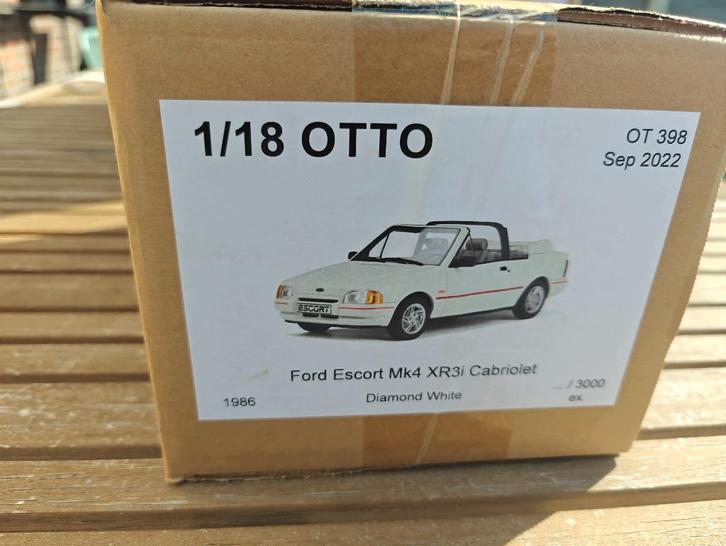 1/18 OTTO
OT 398
Sep 2022
ESCORT
Ford Escort Mk4 XR3i Cabriolet
1986
Diamond White
... / 3000
ex.